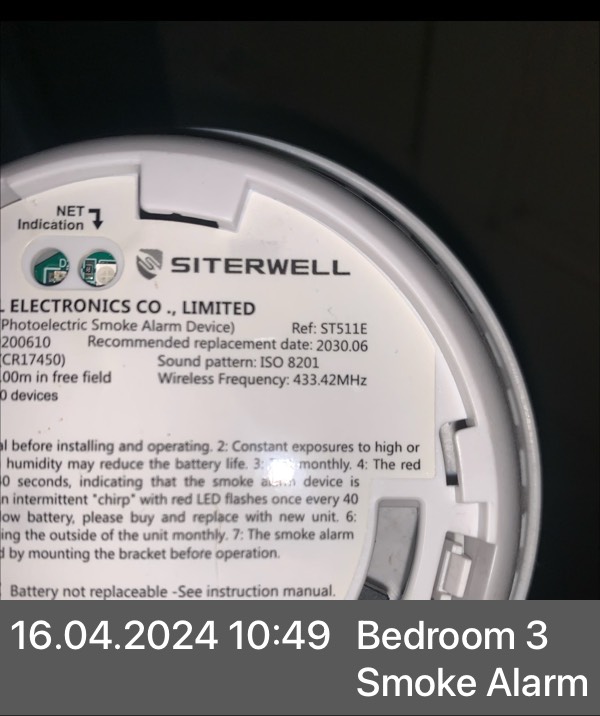 NET
Indication
SITERWELL
ELECTRONICS CO ., LIMITED
Photoelectric Smoke Alarm Device) Ref: ST511E
200610 Recommended replacement date: 2030.06
(CR17450) Sound pattern: ISO 8201
00m in free field Wireless Frequency: 433.42MHz
0 devices
before installing and operating. 2: Constant exposures to high or
humidity may reduce the battery life. 3: monthly. 4: The red
0 seconds, indicating that the smoke alarm device is
n intermittent "chirp" with red LED flashes once every 40
ow battery, please buy and replace with new unit. 6:
ing the outside of the unit monthly. 7: The smoke alarm
by mounting the bracket before operation.
Battery not replaceable -See instruction manual.
16.04.2024 10:49 Bedroom 3
Smoke Alarm